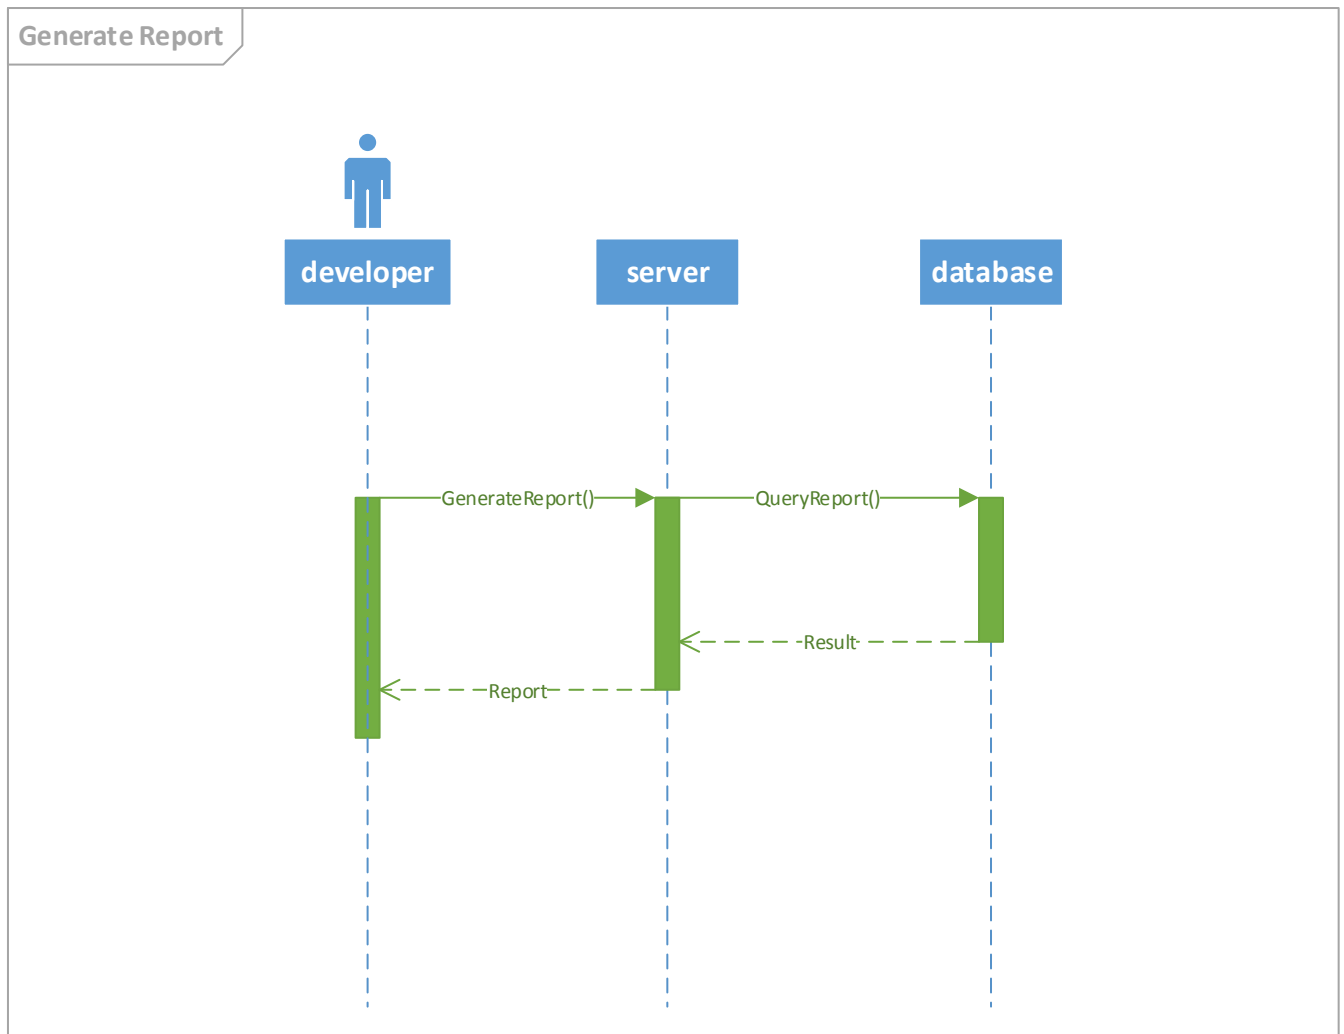 Generate Report
developer
server
database
GenerateReport()
QueryReport()
Result
Report